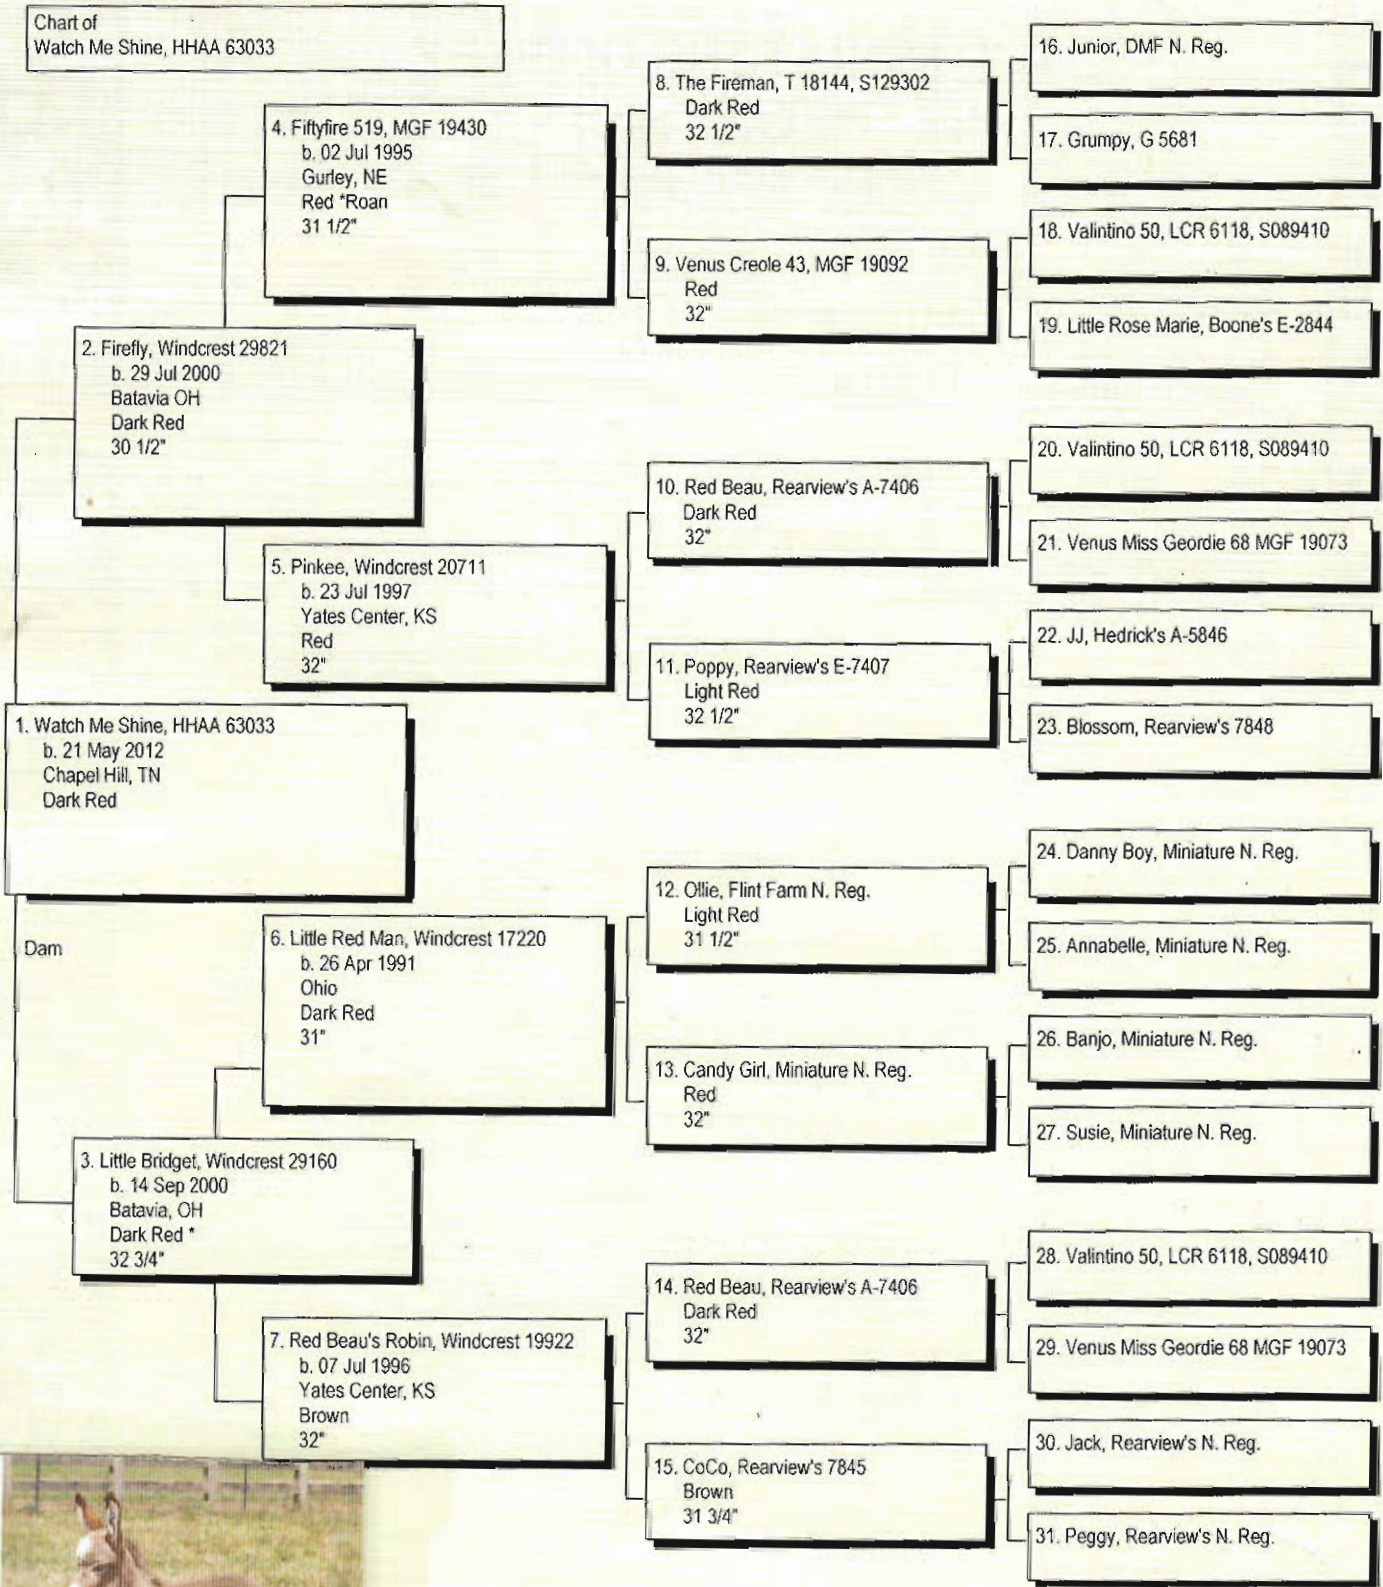 Chart of
Watch Me Shine, HHAA 63033
1. Watch Me Shine, HHAA 63033
b. 21 May 2012
Chapel Hill, TN
Dark Red
Dam
2. Firefly, Windcrest 29821
b. 29 Jul 2000
Batavia OH
Dark Red
30 1/2"
3. Little Bridget, Windcrest 29160
b. 14 Sep 2000
Batavia, OH
Dark Red *
32 3/4"
4. Fiftyfire 519, MGF 19430
b. 02 Jul 1995
Gurley, NE
Red *Roan
31 1/2"
5. Pinkee, Windcrest 20711
b. 23 Jul 1997
Yates Center, KS
Red
32"
6. Little Red Man, Windcrest 17220
b. 26 Apr 1991
Ohio
Dark Red
31"
7. Red Beau's Robin, Windcrest 19922
b. 07 Jul 1996
Yates Center, KS
Brown
32"
8. The Fireman, T 18144, S129302
Dark Red
32 1/2"
9. Venus Creole 43, MGF 19092
Red
32"
10. Red Beau, Rearview's A-7406
Dark Red
32"
11. Poppy, Rearview's E-7407
Light Red
32 1/2"
12. Ollie, Flint Farm N. Reg.
Light Red
31 1/2"
13. Candy Girl, Miniature N. Reg.
Red
32"
14. Red Beau, Rearview's A-7406
Dark Red
32"
15. CoCo, Rearview's 7845
Brown
31 3/4"
16. Junior, DMF N. Reg.
17. Grumpy, G 5681
18. Valintino 50, LCR 6118, S089410
19. Little Rose Marie, Boone's E-2844
20. Valintino 50, LCR 6118, S089410
21. Venus Miss Geordie 68 MGF 19073
22. JJ, Hedrick's A-5846
23. Blossom, Rearview's 7848
24. Danny Boy, Miniature N. Reg.
25. Annabelle, Miniature N. Reg.
26. Banjo, Miniature N. Reg.
27. Susie, Miniature N. Reg.
28. Valintino 50, LCR 6118, S089410
29. Venus Miss Geordie 68 MGF 19073
30. Jack, Rearview's N. Reg.
31. Peggy, Rearview's N. Reg.